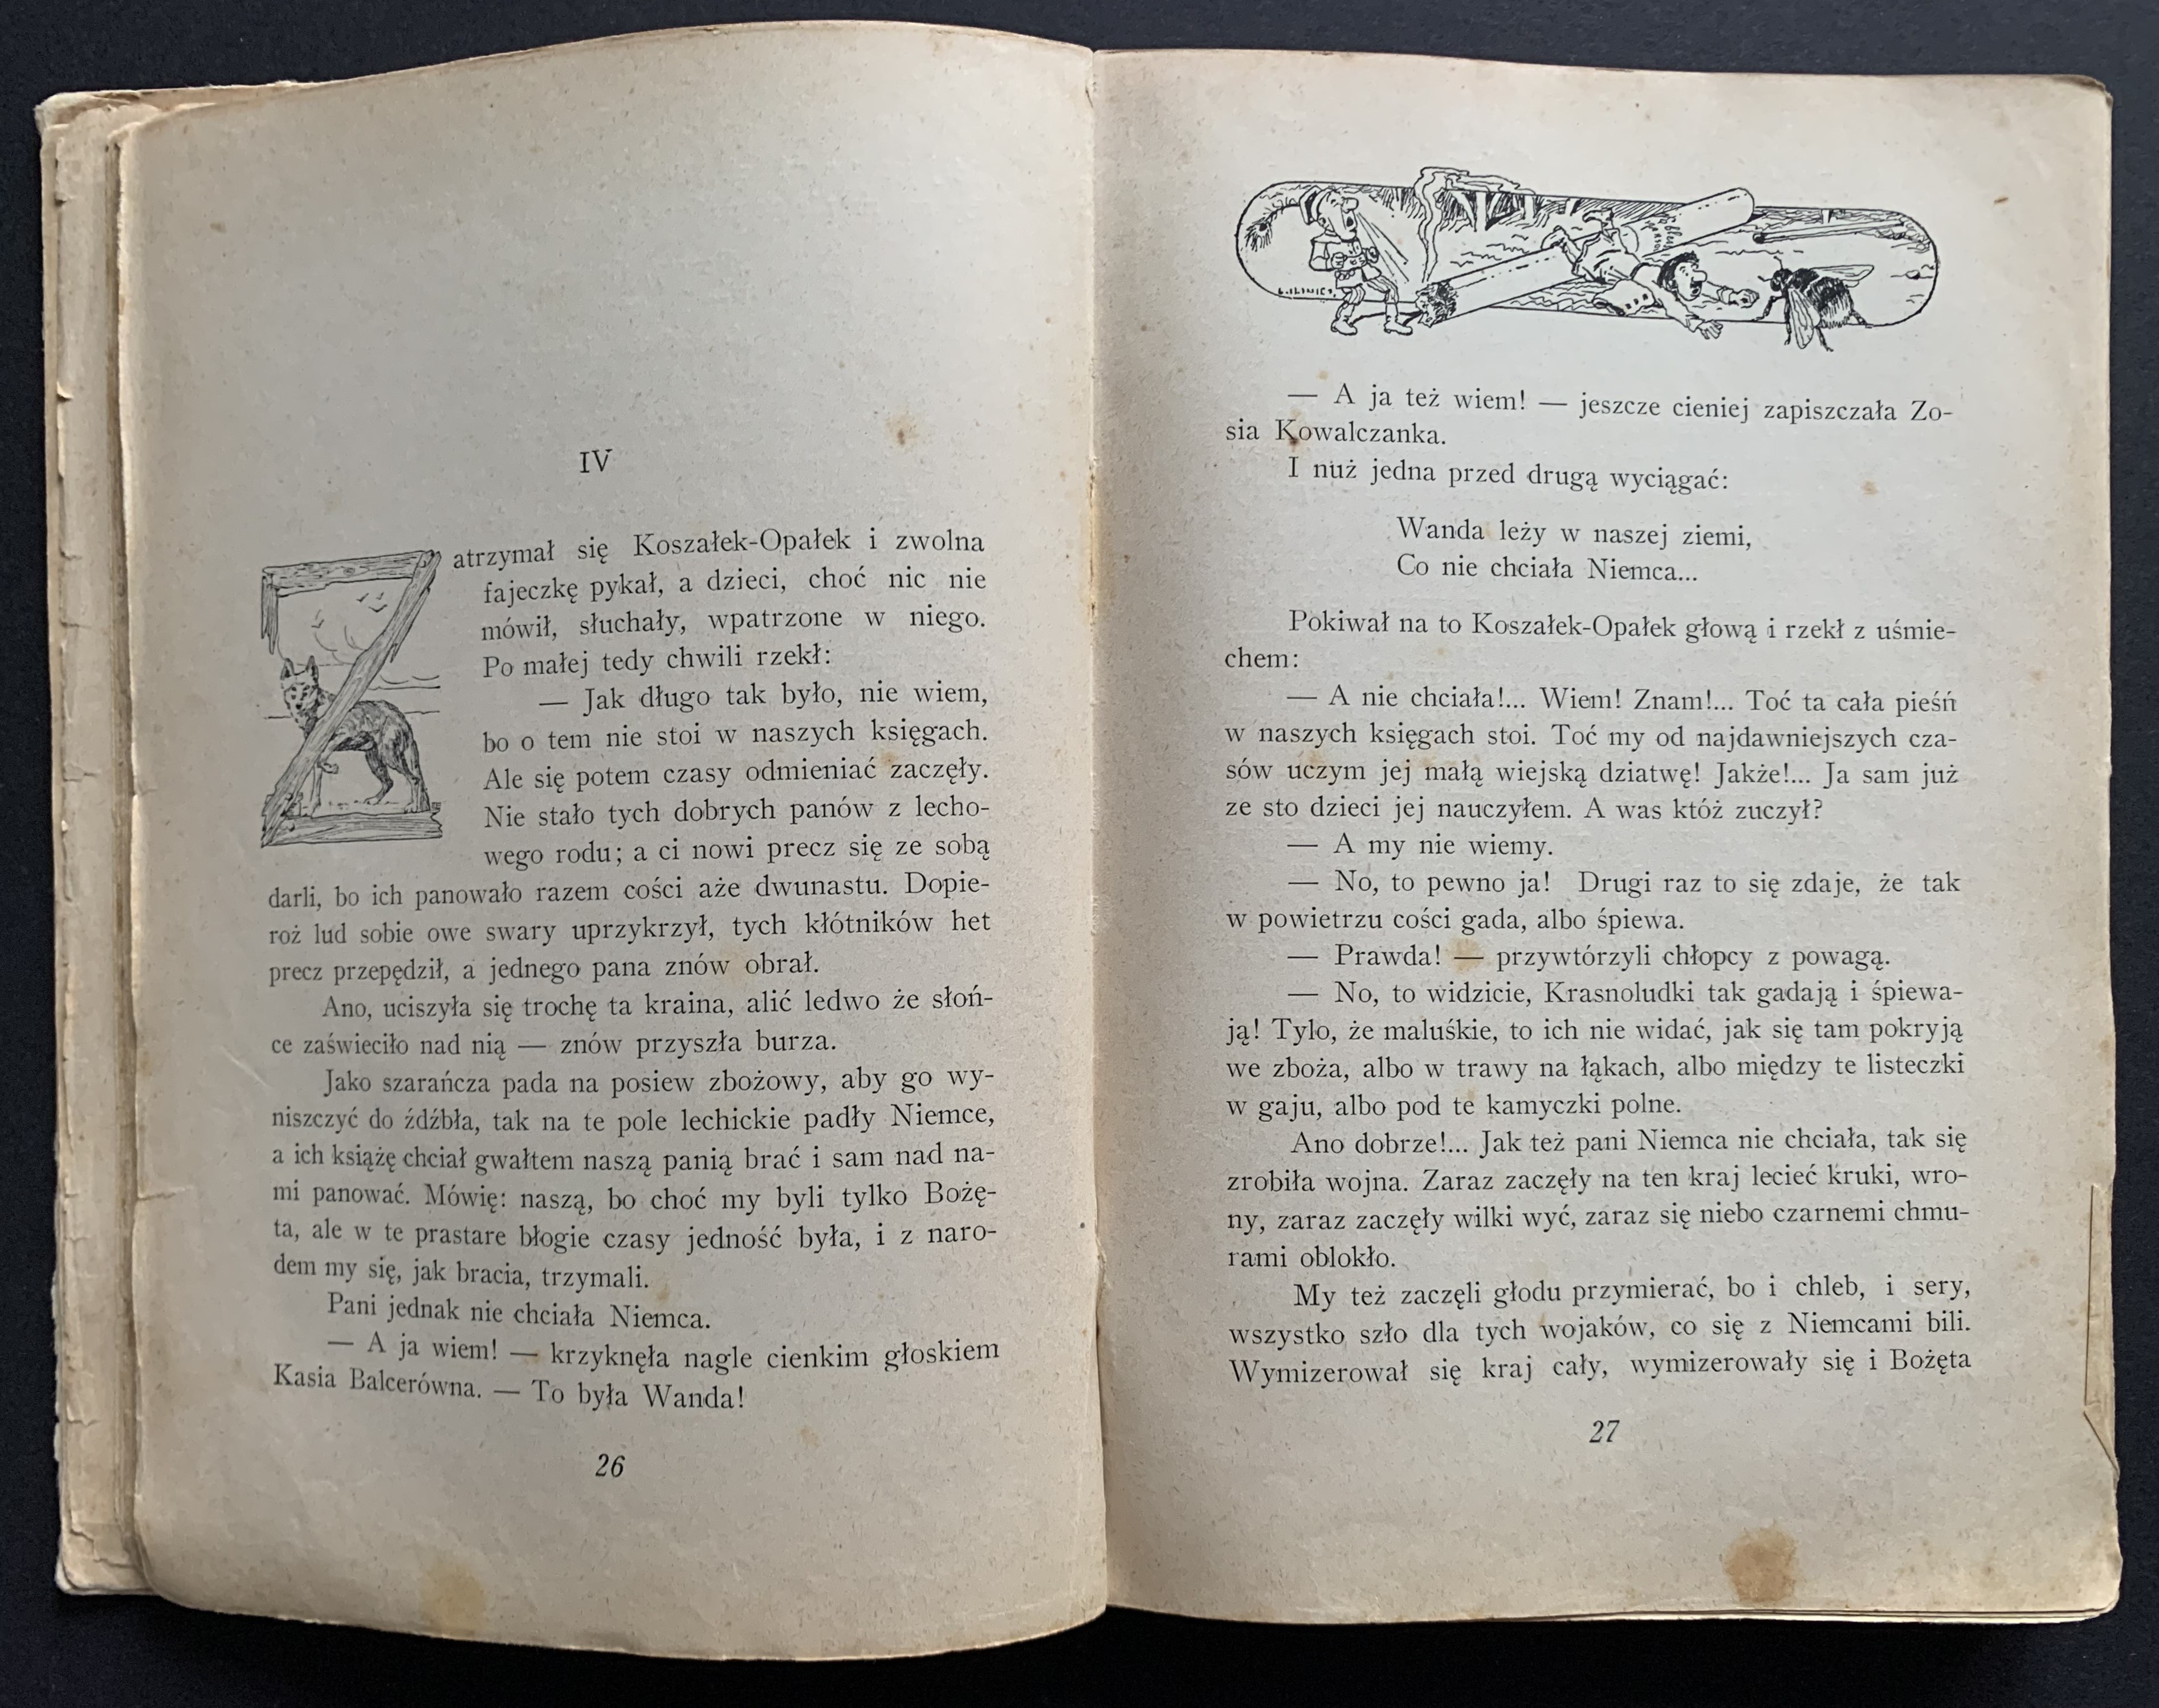 IV
Zatrzymał się Koszałek-Opałek i zwolna
fajeczkę pykał, a dzieci, choć nic nie
mówił, słuchały, wpatrzone w niego.
Po małej tedy chwili rzekł:
— Jak długo tak było, nie wiem,
bo o tem nie stoi w naszych księgach.
Ale się potem czasy odmieniać zaczęły.
Nie stało tych dobrych panów z lecho-
wego rodu; a ci nowi precz się ze sobą
darli, bo ich panowało razem cości aże dwunastu. Dopie-
roż lud sobie owe swary uprzykrzył, tych kłótników het
precz przepędził, a jednego pana znów obrał.
Ano, uciszyła się trochę ta kraina, alić ledwo że słoń-
ce zaświeciło nad nią — znów przyszła burza.
Jako szarańcza pada na posiew zbożowy, aby go wy-
niszczyć do źdźbła, tak na te pole lechickie padły Niemce,
a ich książę chciał gwałtem naszą panią brać i sam nad na-
mi panować. Mówię: naszą, bo choć my byli tylko Bożę-
ta, ale w te prastare błogie czasy jedność była, i z naro-
dem my się, jak bracia, trzymali.
Pani jednak nie chciała Niemca.
— A ja wiem! — krzyknęła nagle cienkim głoskiem
Kasia Balcerówna. — To była Wanda!
26
— A ja też wiem! — jeszcze cieniej zapiszczała Zo-
sia Kowalczanka.
I nuż jedna przed drugą wyciągać:
Wanda leży w naszej ziemi,
Co nie chciała Niemca...
Pokiwał na to Koszałek-Opałek głową i rzekł z uśmie-
chem:
— A nie chciała!... Wiem! Znam!... Toć ta cała pieśń
w naszych księgach stoi. Toć my od najdawniejszych cza-
sów uczym jej małą wiejską dziatwę! Jakże!... Ja sam już
ze sto dzieci jej nauczyłem. A was któż zuczył?
— A my nie wiemy.
— No, to pewno ja! Drugi raz to się zdaje, że tak
w powietrzu cości gada, albo śpiewa.
— Prawda! — przywtórzyli chłopcy z powagą.
— No, to widzicie, Krasnoludki tak gadają i śpiewa-
ją! Tylo, że maluśkie, to ich nie widać, jak się tam pokryją
we zboża, albo w trawy na łąkach, albo między te listeczki
w gaju, albo pod te kamyczki polne.
Ano dobrze!... Jak też pani Niemca nie chciała, tak się
zrobiła wojna. Zaraz zaczęły na ten kraj lecieć kruki, wro-
ny, zaraz zaczęły wilki wyć, zaraz się niebo czarnemi chmu-
rami oblokło.
My też zaczęli głodu przymierać, bo i chleb, i sery,
wszystko szło dla tych wojaków, co się z Niemcami bili.
Wymizerował się kraj cały, wymizerowały się i Bożęta
27